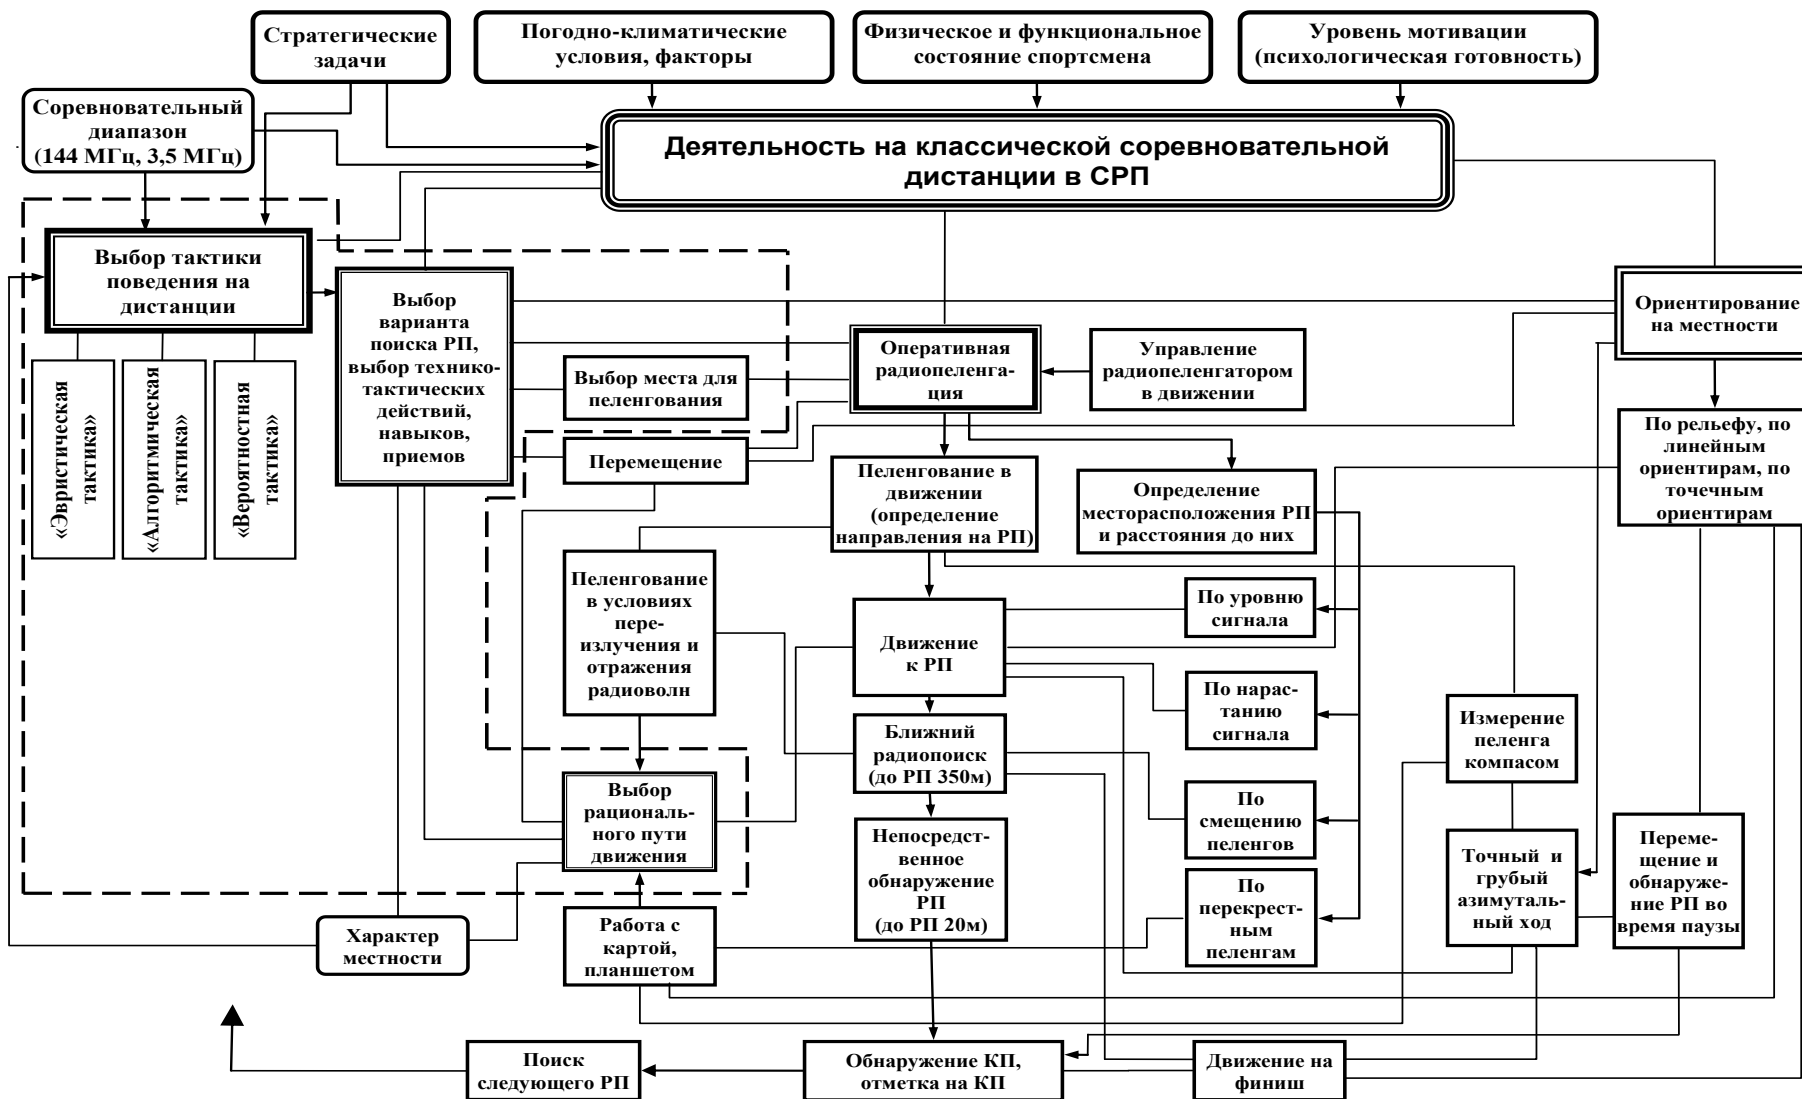 Стратегические
задачи
Погодно-климатические
условия, факторы
Физическое и функциональное
состояние спортсмена
Уровень мотивации
(психологическая готовность)
Соревновательный
диапазон
(144 МГц, 3,5 МГц)
Деятельность на классической соревновательной
дистанции в СРП
Выбор тактики
поведения на
дистанции
«Эвристическая
тактика»
«Алгоритмическая
тактика»
«Вероятностная
тактика»
Выбор
варианта
поиска РП,
выбор технико-
тактических
действий,
навыков,
приемов
Выбор места для
пеленгования
Перемещение
Оперативная
радиопеленга-
ция
Управление
радиопеленгатором
в движении
Ориентирование
на местности
Пеленгование в
движении
(определение
направления на РП)
Определение
месторасположения РП
и расстояния до них
По рельефу, по
линейным
ориентирам, по
точечным
ориентирам
Пеленгование
в условиях
пере-
излучения и
отражения
радиоволн
Движение
к РП
По уровню
сигнала
По нарас-
танию
сигнала
Измерение
пеленга
компасом
Ближний
радиопоиск
(до РП 350м)
Выбор
рациональ-
ного пути
движения
Непосредст-
венное
обнаружение
РП
(до РП 20м)
По
смещению
пеленгов
Точный и
грубый
азимуталь-
ный ход
Переме-
щение и
обнаруже-
ние РП во
время паузы
По
перекрест-
ным
пеленгам
Характер
местности
Работа с
картой,
планшетом
Поиск
следующего РП
Обнаружение КП,
отметка на КП
Движение на
финиш